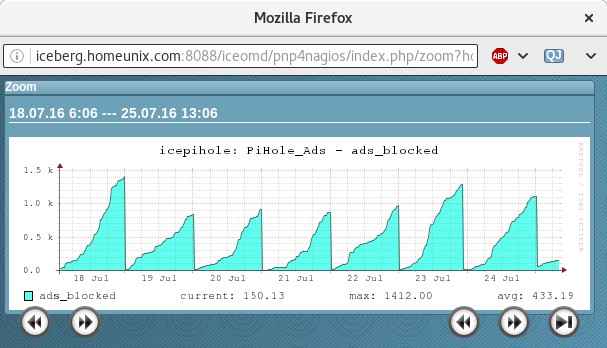 Mozilla Firefox
iceberg.homeunix.com:8088/iceomd/pnp4nagios/index.php/zoom?h
ABP
QJ
Zoom
18.07.16 6:06 --- 25.07.16 13:06
icepihole: PiHole_Ads - ads_blocked
RRDTOOL / TOBI OETIKER
1.5 k
1.0 k
0.5 k
0.0
18 Jul 19 Jul 20 Jul 21 Jul 22 Jul 23 Jul 24 Jul
ads_blocked current: 150.13 max: 1412.00 avg: 433.19